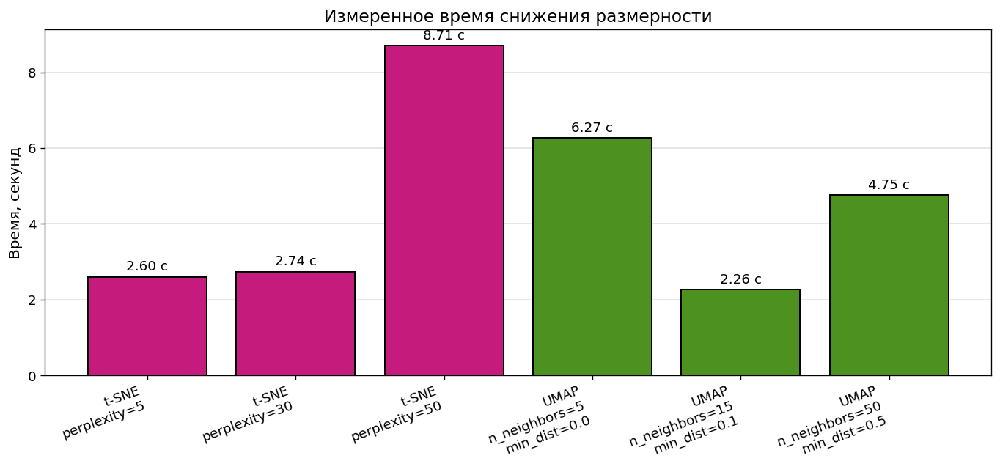 Измеренное время снижения размерности
Время, секунд
8
6
4
2
0
2.60 с
2.74 с
8.71 с
6.27 с
2.26 с
4.75 с
t-SNE
perplexity=5
t-SNE
perplexity=30
t-SNE
perplexity=50
UMAP
n_neighbors=5
min_dist=0.0
UMAP
n_neighbors=15
min_dist=0.1
UMAP
n_neighbors=50
min_dist=0.5